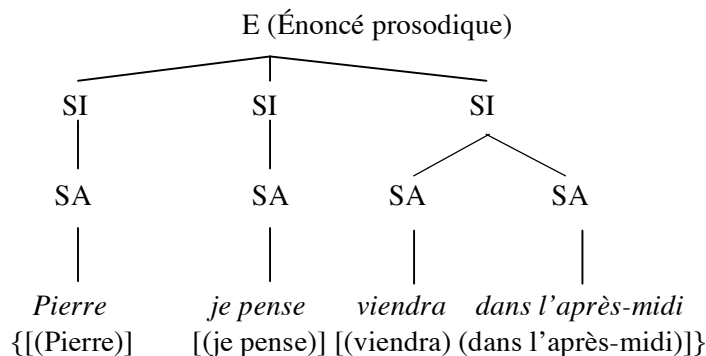 E (Énoncé prosodique)
SI SI SI
SA SA SA SA
Pierre je pense viendra dans l'après-midi
{[(Pierre)] [(je pense)] [(viendra) (dans l'après-midi)]}